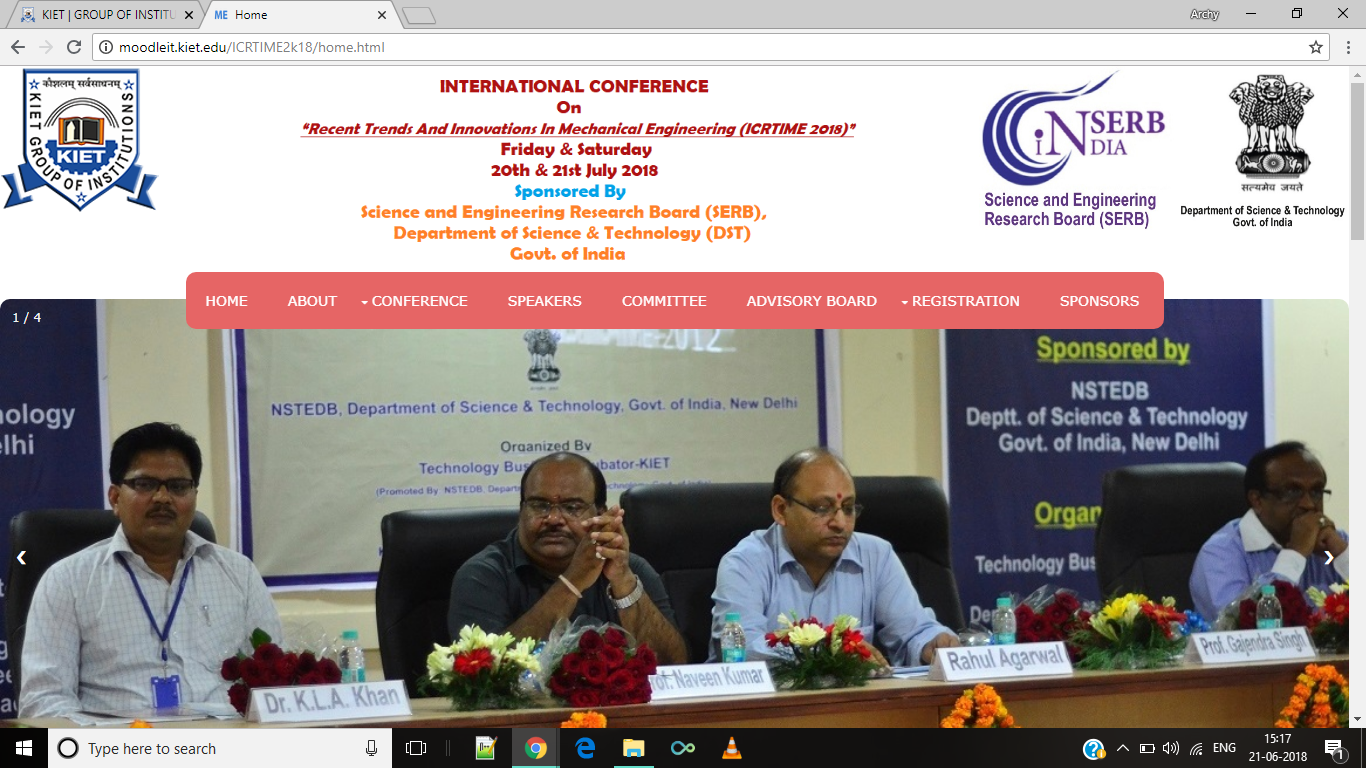 KIET | GROUP OF INSTITU
ME Home
Archy
moodleit.kiet.edu/ICRTIME2k18/home.html
कौशलम् सर्वसाधनम्
KIET GROUP OF INSTITUTIONS
KIET
INTERNATIONAL CONFERENCE
On
“Recent Trends And Innovations In Mechanical Engineering (ICRTIME 2018)”
Friday & Saturday
20th & 21st July 2018
Sponsored By
Science and Engineering Research Board (SERB),
Department of Science & Technology (DST)
Govt. of India
SERB
iNDIA
Science and Engineering
Research Board (SERB)
सत्यमेव जयते
Department of Science & Technology
Govt. of India
HOME ABOUT CONFERENCE SPEAKERS COMMITTEE ADVISORY BOARD REGISTRATION SPONSORS
1 / 4
2012
NSTEDB, Department of Science & Technology, Govt. of India, New Delhi
Organized By
Technology Bus ubator-KIET
(Promoted By: NSTEDB, Depar
nology
elhi
Sponsored by
NSTEDB
Deptt. of Science & Technology
Govt. of India, New Delhi
Organ
Technology Bus
Dr. K.L.A. Khan
rof. Naveen Kumar
Rahul Agarwal
Prof. Gajendra Singh
Type here to search
ENG
15:17
21-06-2018
1